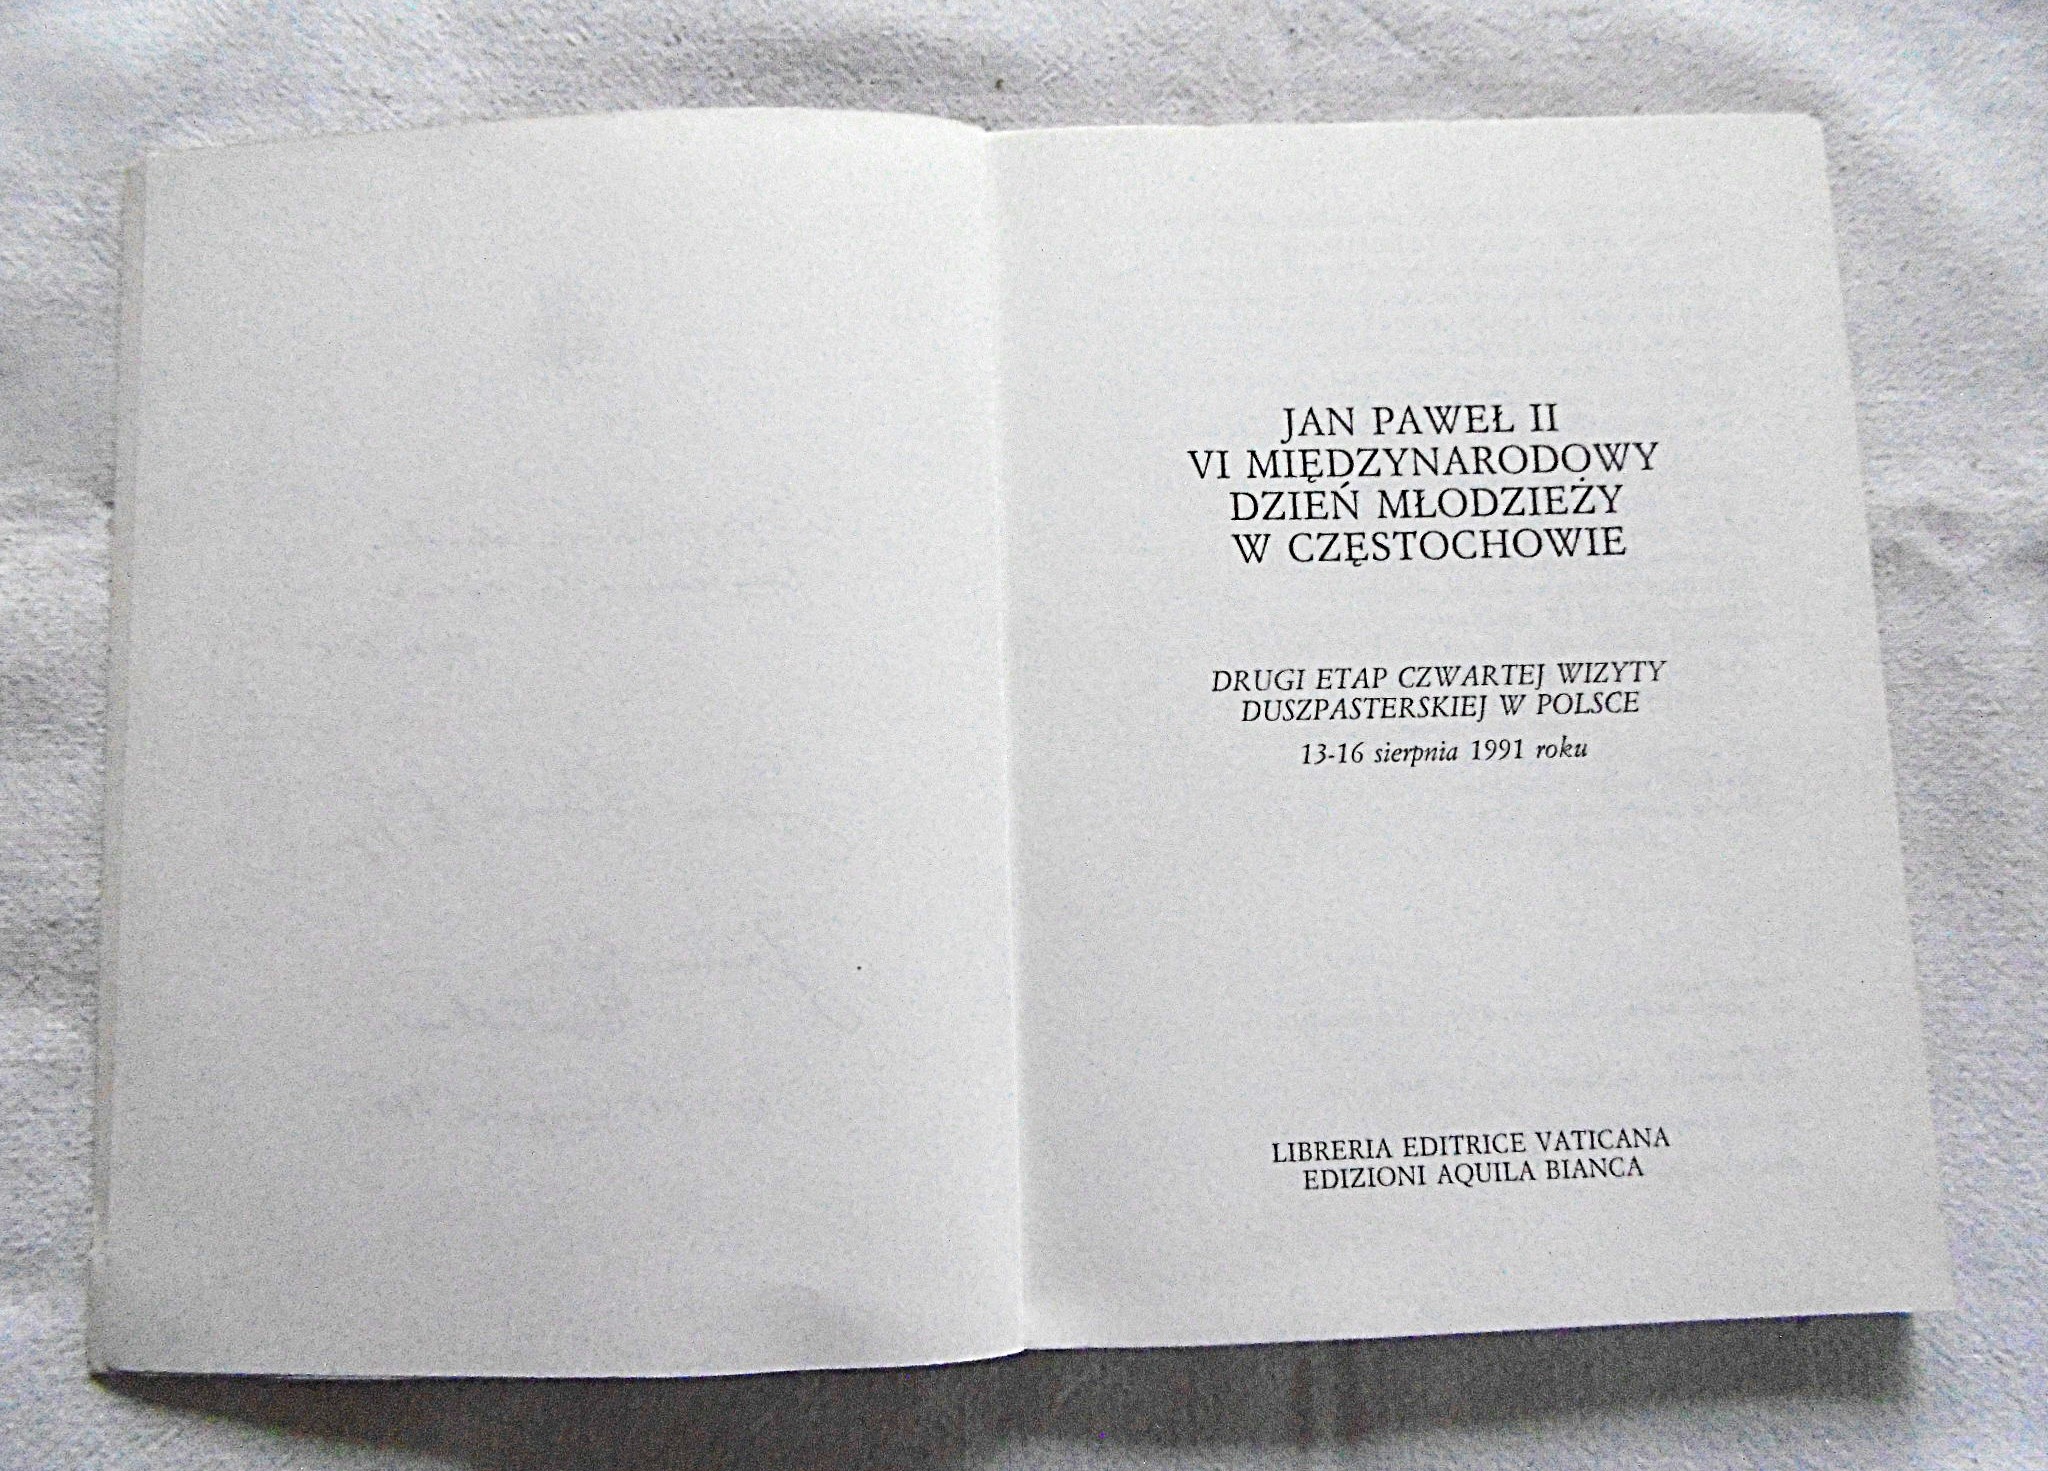 JAN PAWEŁ II
VI MIĘDZYNARODOWY
DZIEŃ MŁODZIEŻY
W CZĘSTOCHOWIE
DRUGI ETAP CZWARTEJ WIZYTY
DUSZPASTERSKIEJ W POLSCE
13-16 sierpnia 1991 roku
LIBRERIA EDITRICE VATICANA
EDIZIONI AQUILA BIANCA